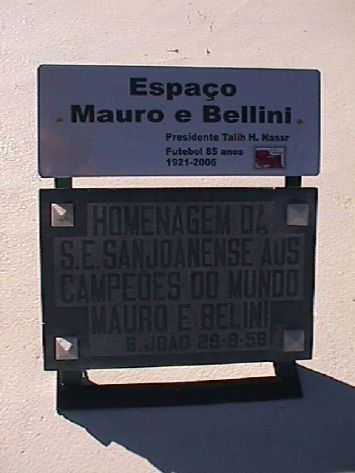 Espaço
Mauro e Bellini
Presidente Talih H. Nassr
Futebol 85 anos
1921-2006
HOMENAGEM DA
S.E. SANJOANENSE AOS
CAMPEÕES DO MUNDO
MAURO E BELINI
S. JOÃO 29-9-58